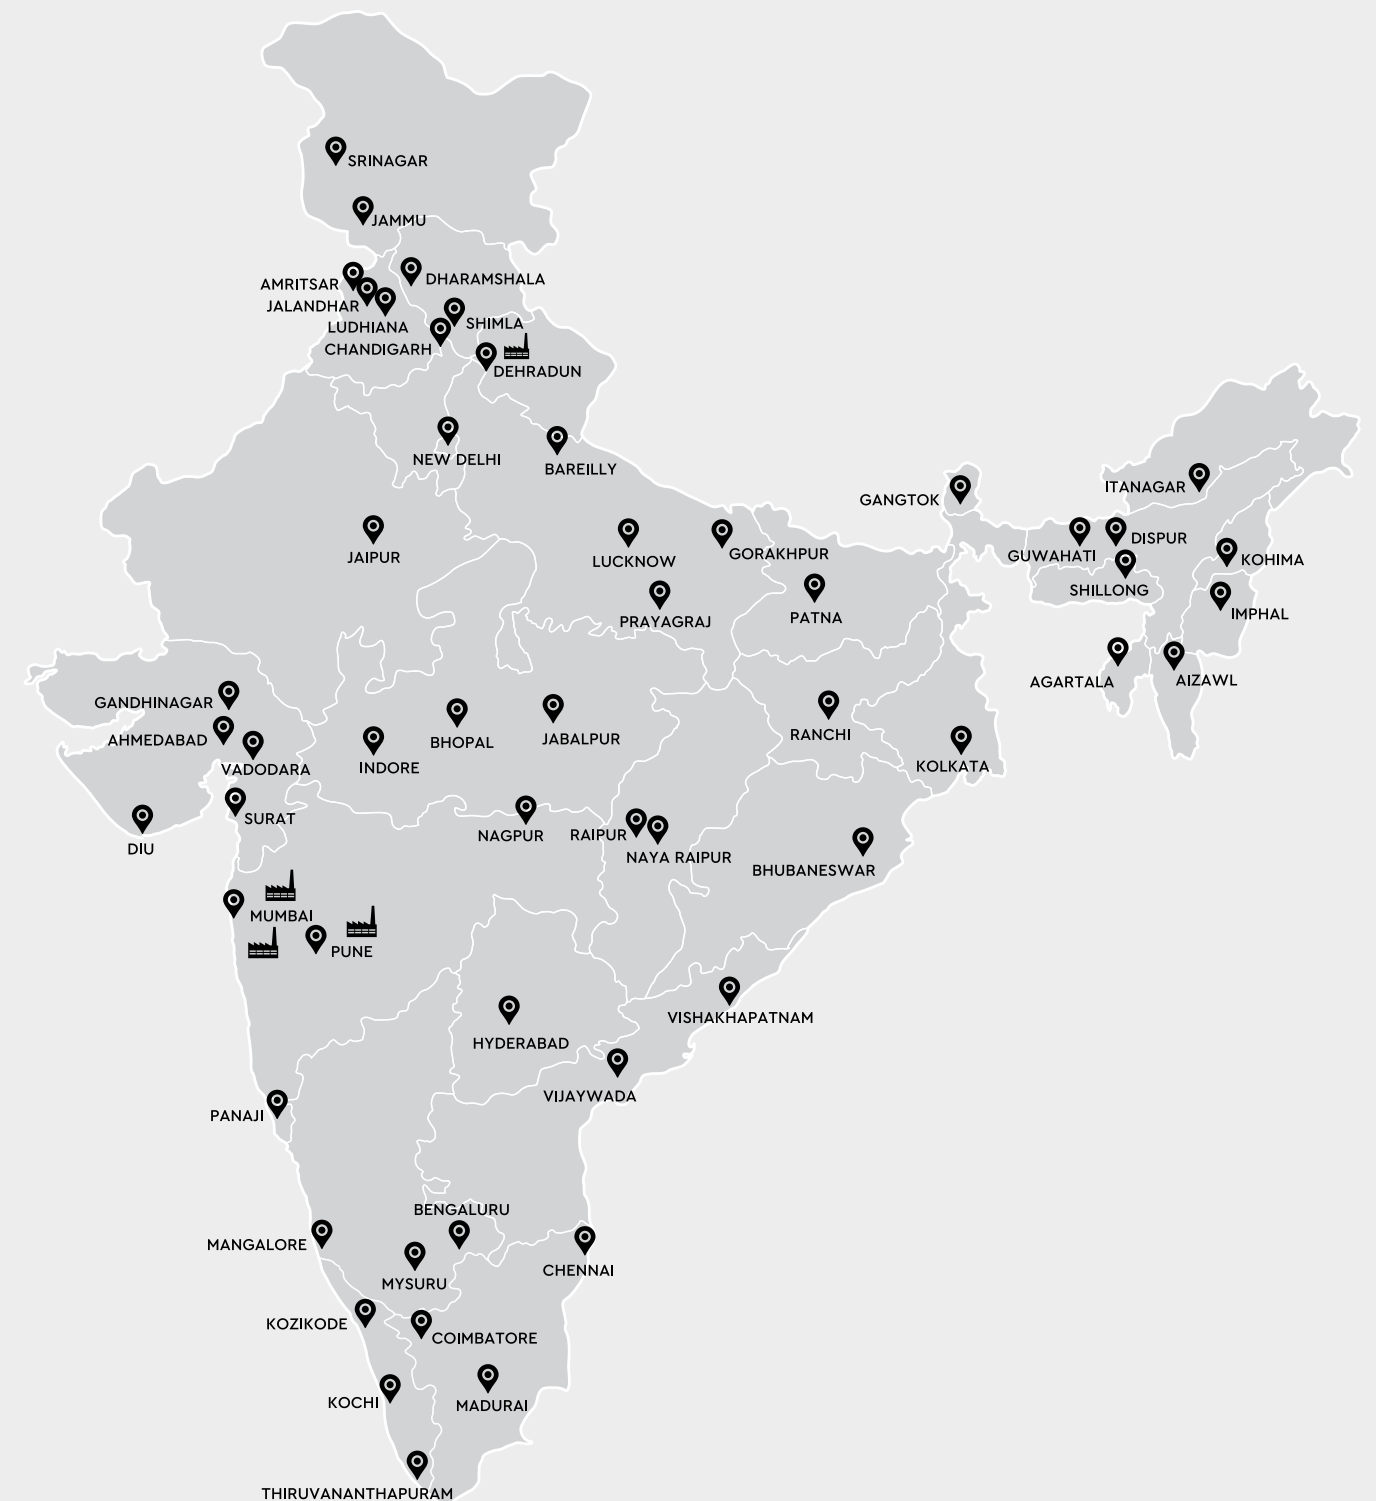 SRINAGAR
JAMMU
DHARAMSHALA
AMRITSAR
JALANDHAR
LUDHIANA
SHIMLA
CHANDIGARH
DEHRADUN
NEW DELHI
BAREILLY
GANGTOK
ITANAGAR
JAIPUR
LUCKNOW
GORAKHPUR
GUWAHATI
DISPUR
KOHIMA
SHILLONG
PRAYAGRAJ
PATNA
IMPHAL
AGARTALA
AIZAWL
GANDHINAGAR
AHMEDABAD
VADODARA
INDORE
BHOPAL
JABALPUR
RANCHI
KOLKATA
SURAT
DIU
NAGPUR
RAIPUR
NAYA RAIPUR
BHUBANESWAR
MUMBAI
PUNE
VISHAKHAPATNAM
HYDERABAD
VIJAYWADA
PANAJI
BENGALURU
MANGALORE
MYSURU
CHENNAI
KOZIKODE
COIMBATORE
KOCHI
MADURAI
THIRUVANANTHAPURAM